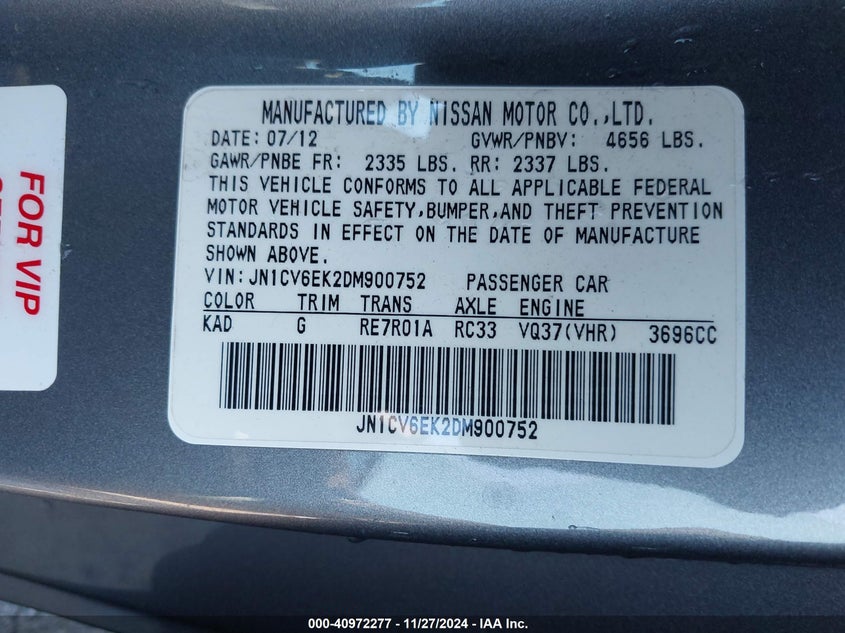 MANUFACTURED BY NISSAN MOTOR CO.,LTD.
DATE: 07/12 GVWR/PNBV: 4656 LBS.
GAWR/PNBE FR: 2335 LBS. RR: 2337 LBS.
THIS VEHICLE CONFORMS TO ALL APPLICABLE FEDERAL
MOTOR VEHICLE SAFETY,BUMPER,AND THEFT PREVENTION
STANDARDS IN EFFECT ON THE DATE OF MANUFACTURE
SHOWN ABOVE.
VIN:JN1CV6EK2DM900752 PASSENGER CAR
COLOR TRIM TRANS AXLE ENGINE
KAD G RE7R01A RC33 VQ37(VHR) 3696CC
JN1CV6EK2DM900752
FOR VIP
000-40972277 - 11/27/2024 - IAA Inc.